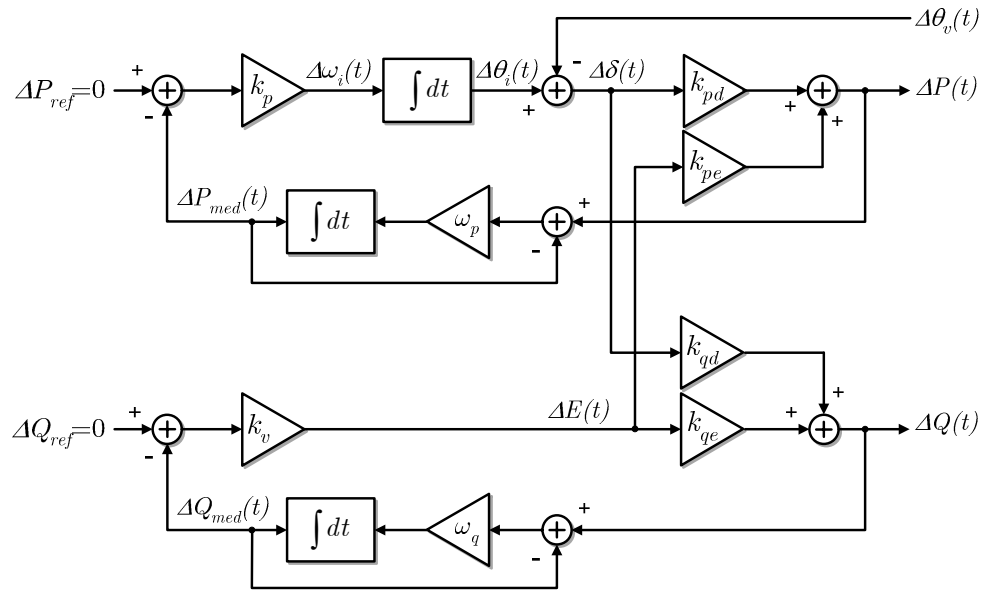 Δθ_v(t)
+ - 
ΔP_ref=0 k_p Δω_i(t) ∫dt Δθ_i(t) + Δδ(t) k_pd + ΔP(t)
- + +
k_pe
ΔP_med(t) ∫dt ω_p + -
k_qd
+
ΔQ_ref=0 + k_v ΔE(t) k_qe + + ΔQ(t)
-
ΔQ_med(t) ∫dt ω_q + -